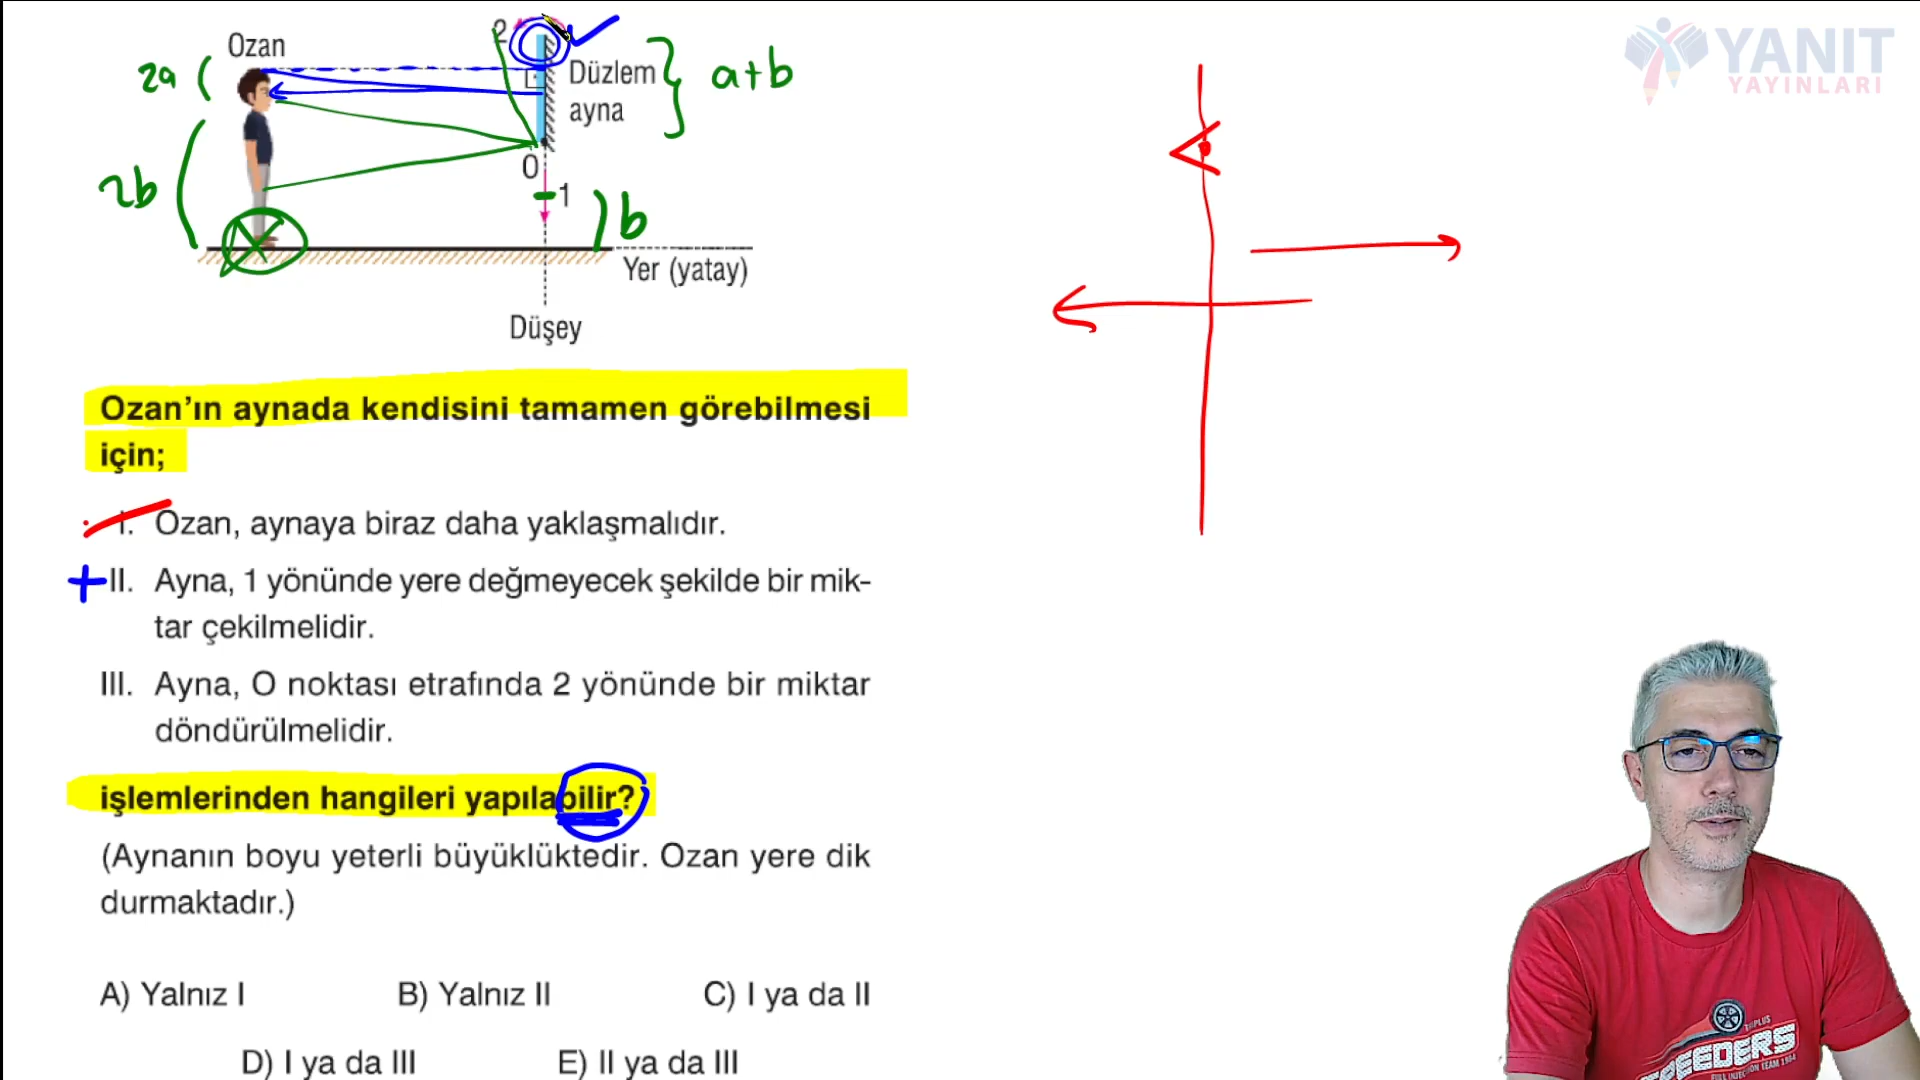 Ozan
2
Düzlem
ayna
a+b
2a
2b
0
1
b
Yer (yatay)
Düşey
YANIT
YAYINLARI
Ozan’ın aynada kendisini tamamen görebilmesi
için;
I. Ozan, aynaya biraz daha yaklaşmalıdır.
II. Ayna, 1 yönünde yere değmeyecek şekilde bir mik-
tar çekilmelidir.
III. Ayna, O noktası etrafında 2 yönünde bir miktar
döndürülmelidir.
işlemlerinden hangileri yapılabilir?
(Aynanın boyu yeterli büyüklüktedir. Ozan yere dik
durmaktadır.)
A) Yalnız I
B) Yalnız II
C) I ya da II
D) I ya da III
E) II ya da III